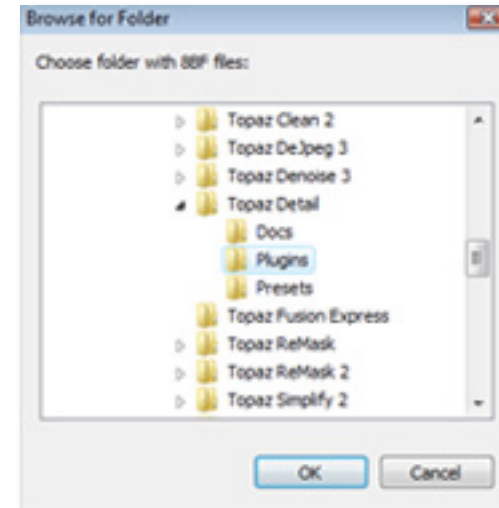 Browse for Folder
Choose folder with 8BF files:
Topaz Clean 2
Topaz DeJpeg 3
Topaz Denoise 3
Topaz Detail
Docs
Plugins
Presets
Topaz Fusion Express
Topaz ReMask
Topaz ReMask 2
Topaz Simplify 2
OK Cancel